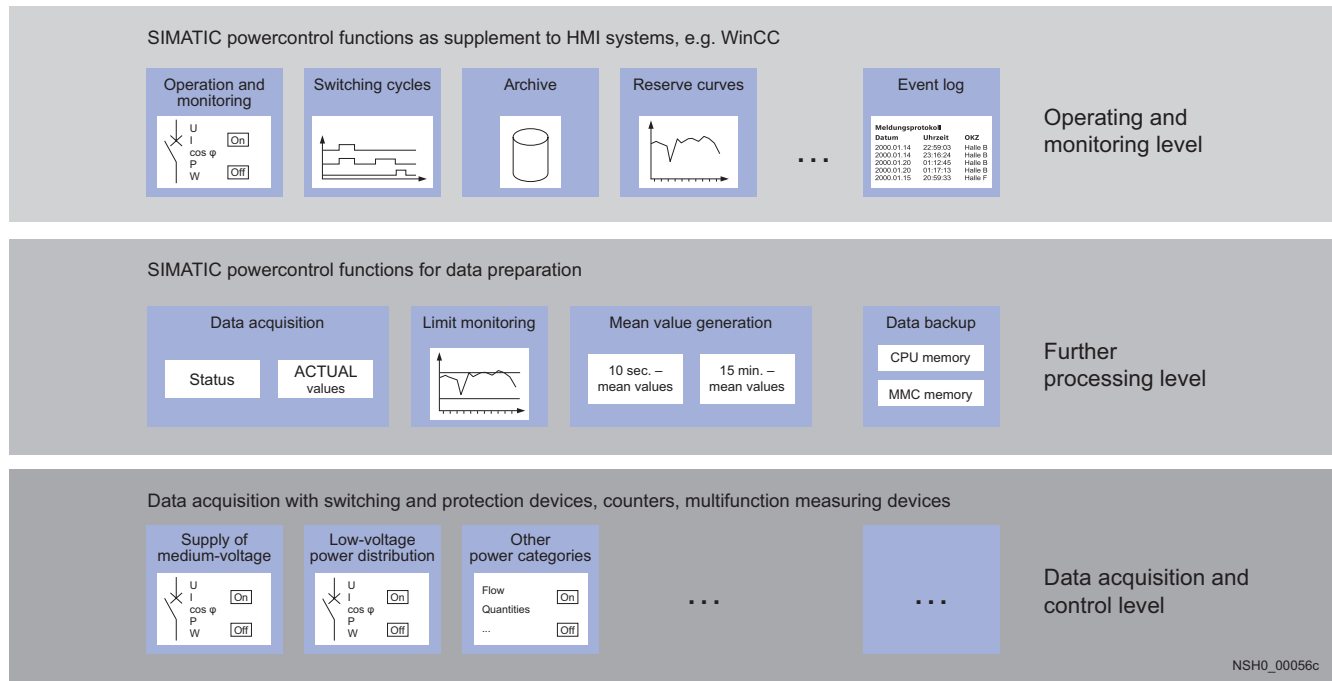 SIMATIC powercontrol functions as supplement to HMI systems, e.g. WinCC
Operation and
monitoring
U
I
cos φ
P
W
On
Off
Switching cycles
Archive
Reserve curves
...
Event log
Meldungsprotokoll
Datum Uhrzeit OKZ
2000.01.14 22:59:03 Halle B
2000.01.14 23:16:24 Halle B
2000.01.20 01:12:45 Halle B
2000.01.20 01:17:13 Halle B
2000.01.15 20:59:33 Halle F
Operating and
monitoring level
SIMATIC powercontrol functions for data preparation
Data acquisition
Status
ACTUAL
values
Limit monitoring
Mean value generation
10 sec. –
mean values
15 min. –
mean values
Data backup
CPU memory
MMC memory
Further
processing level
Data acquisition with switching and protection devices, counters, multifunction measuring devices
Supply of
medium-voltage
U
I
cos φ
P
W
On
Off
Low-voltage
power distribution
U
I
cos φ
P
W
On
Off
Other
power categories
Flow
Quantities
...
On
Off
...
...
Data acquisition and
control level
NSH0_00056c